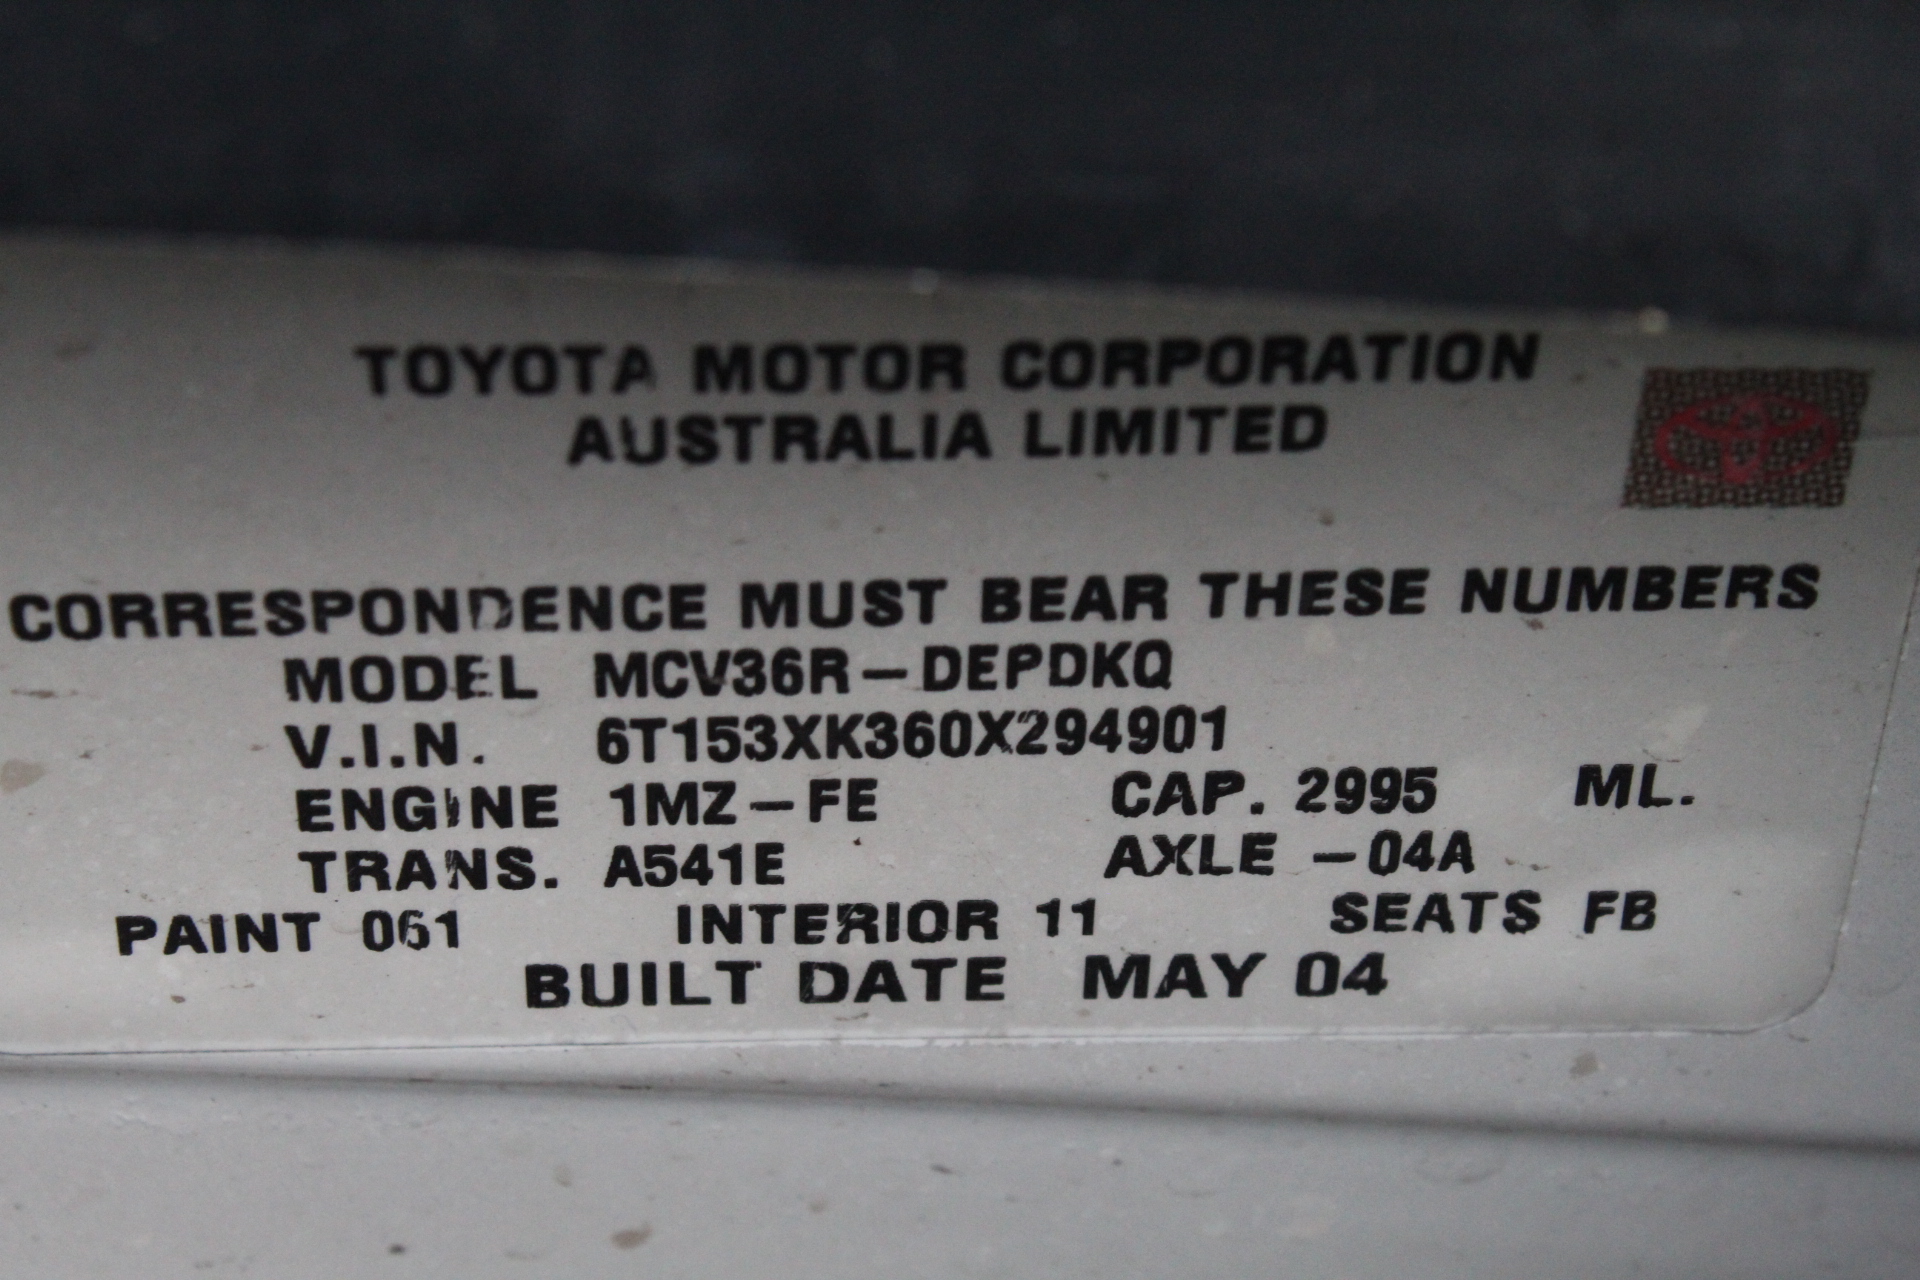 TOYOTA MOTOR CORPORATION
AUSTRALIA LIMITED
CORRESPONDENCE MUST BEAR THESE NUMBERS
MODEL MCV36R-DEPDKQ
V.I.N. 6T153XK360X294901
ENGINE 1MZ-FE CAP. 2995 ML.
TRANS. A541E AXLE -04A
PAINT 061 INTERIOR 11 SEATS FB
BUILT DATE MAY 04